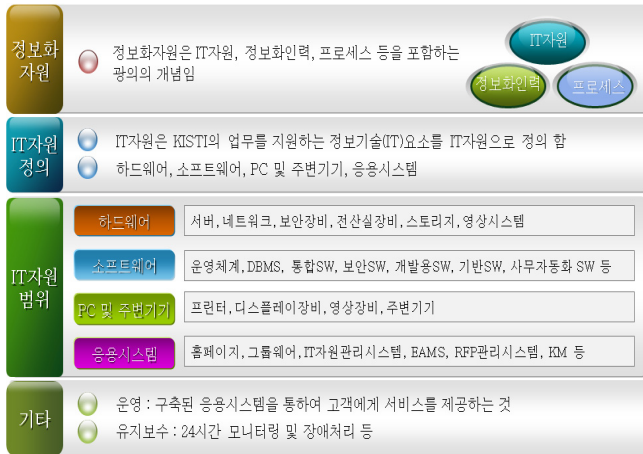 정보화
자원
정보화자원은 IT자원, 정보화인력, 프로세스 등을 포함하는
광의의 개념임
IT자원
정보화인력
프로세스
IT자원
정의
IT자원은 KISTI의 업무를 지원하는 정보기술(IT)요소를 IT자원으로 정의 함
하드웨어, 소프트웨어, PC 및 주변기기, 응용시스템
IT자원
범위
하드웨어
서버,네트워크,보안장비,전산실장비,스토리지,영상시스템
소프트웨어
운영체계,DBMS, 통합SW, 보안SW, 개발용SW, 기반SW, 사무자동화 SW 등
PC 및 주변기기
프린터,디스플레이장비,영상장비,주변기기
응용시스템
홈페이지,그룹웨어,IT자원관리시스템, EAMS, RFP관리시스템, KM 등
기타
운영 : 구축된 응용시스템을 통하여 고객에게 서비스를 제공하는 것
유지보수 : 24시간 모니터링 및 장애처리 등